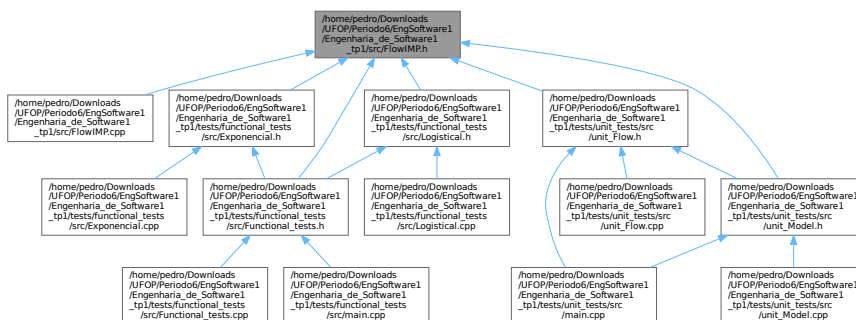 /home/pedro/Downloads
/UFOP/Periodo6/EngSoftware1
/Engenharia_de_Software1
_tp1/src/FlowIMP.h
/home/pedro/Downloads
/UFOP/Periodo6/EngSoftware1
/Engenharia_de_Software1
_tp1/src/FlowIMP.cpp
/home/pedro/Downloads
/UFOP/Periodo6/EngSoftware1
/Engenharia_de_Software1
_tp1/tests/functional_tests
/src/Exponencial.h
/home/pedro/Downloads
/UFOP/Periodo6/EngSoftware1
/Engenharia_de_Software1
_tp1/tests/functional_tests
/src/Logistical.h
/home/pedro/Downloads
/UFOP/Periodo6/EngSoftware1
/Engenharia_de_Software1
_tp1/tests/unit_tests/src
/unit_Flow.h
/home/pedro/Downloads
/UFOP/Periodo6/EngSoftware1
/Engenharia_de_Software1
_tp1/tests/functional_tests
/src/Exponencial.cpp
/home/pedro/Downloads
/UFOP/Periodo6/EngSoftware1
/Engenharia_de_Software1
_tp1/tests/functional_tests
/src/Functional_tests.h
/home/pedro/Downloads
/UFOP/Periodo6/EngSoftware1
/Engenharia_de_Software1
_tp1/tests/functional_tests
/src/Logistical.cpp
/home/pedro/Downloads
/UFOP/Periodo6/EngSoftware1
/Engenharia_de_Software1
_tp1/tests/unit_tests/src
/unit_Flow.cpp
/home/pedro/Downloads
/UFOP/Periodo6/EngSoftware1
/Engenharia_de_Software1
_tp1/tests/unit_tests/src
/unit_Model.h
/home/pedro/Downloads
/UFOP/Periodo6/EngSoftware1
/Engenharia_de_Software1
_tp1/tests/functional_tests
/src/Functional_tests.cpp
/home/pedro/Downloads
/UFOP/Periodo6/EngSoftware1
/Engenharia_de_Software1
_tp1/tests/functional_tests
/src/main.cpp
/home/pedro/Downloads
/UFOP/Periodo6/EngSoftware1
/Engenharia_de_Software1
_tp1/tests/unit_tests/src
/main.cpp
/home/pedro/Downloads
/UFOP/Periodo6/EngSoftware1
/Engenharia_de_Software1
_tp1/tests/unit_tests/src
/unit_Model.cpp